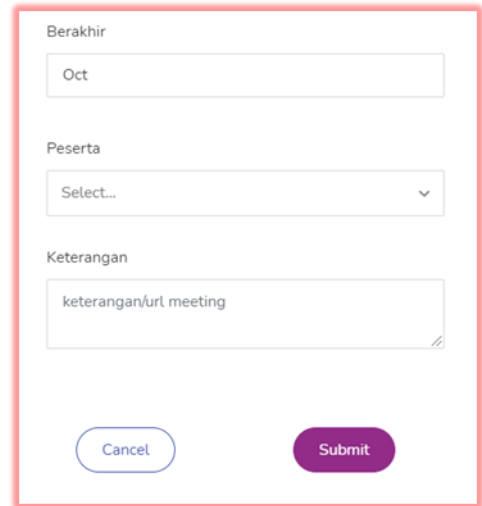 Berakhir
Oct
Peserta
Select...
Keterangan
keterangan/url meeting
Cancel Submit